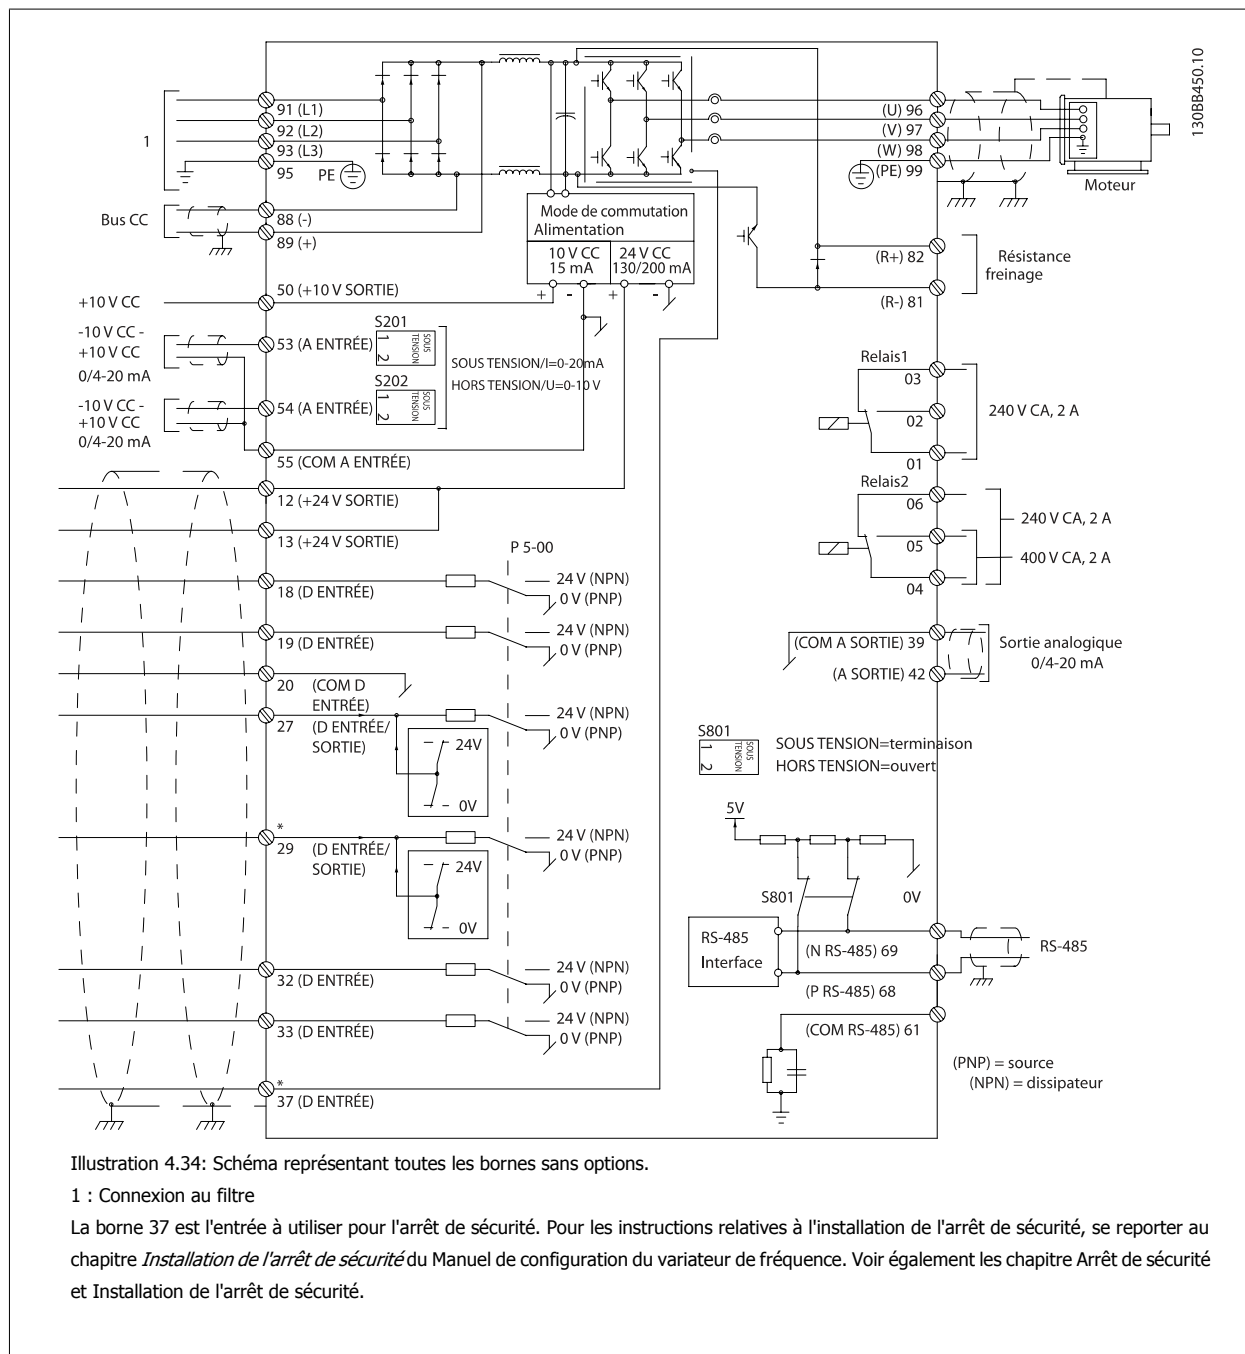 130BB450.10
91 (L1)
92 (L2)
93 (L3)
95
PE
1
Bus CC
88 (-)
89 (+)
Mode de commutation
Alimentation
10 V CC
15 mA
24 V CC
130/200 mA
+ - + -
(U) 96
(V) 97
(W) 98
(PE) 99
Moteur
(R+) 82
(R-) 81
Résistance
freinage
+10 V CC
50 (+10 V SORTIE)
-10 V CC -
+10 V CC
0/4-20 mA
53 (A ENTRÉE)
S201
1
2
SOUS
TENSION
SOUS TENSION/I=0-20mA
HORS TENSION/U=0-10 V
-10 V CC -
+10 V CC
0/4-20 mA
54 (A ENTRÉE)
S202
1
2
SOUS
TENSION
55 (COM A ENTRÉE)
12 (+24 V SORTIE)
13 (+24 V SORTIE)
Relais1
03
02
01
240 V CA, 2 A
Relais2
06
05
04
240 V CA, 2 A
400 V CA, 2 A
P 5-00
18 (D ENTRÉE)
24 V (NPN)
0 V (PNP)
19 (D ENTRÉE)
24 V (NPN)
0 V (PNP)
20 (COM D
ENTRÉE)
27 (D ENTRÉE/
SORTIE)
24 V (NPN)
0 V (PNP)
24V
0V
*
29 (D ENTRÉE/
SORTIE)
24 V (NPN)
0 V (PNP)
24V
0V
32 (D ENTRÉE)
24 V (NPN)
0 V (PNP)
33 (D ENTRÉE)
24 V (NPN)
0 V (PNP)
*
37 (D ENTRÉE)
(COM A SORTIE) 39
(A SORTIE) 42
Sortie analogique
0/4-20 mA
S801
1
2
SOUS
TENSION
SOUS TENSION=terminaison
HORS TENSION=ouvert
5V
S801
0V
RS-485
Interface
(N RS-485) 69
(P RS-485) 68
RS-485
(COM RS-485) 61
(PNP) = source
(NPN) = dissipateur
Illustration 4.34: Schéma représentant toutes les bornes sans options.
1 : Connexion au filtre
La borne 37 est l'entrée à utiliser pour l'arrêt de sécurité. Pour les instructions relatives à l'installation de l'arrêt de sécurité, se reporter au
chapitre Installation de l'arrêt de sécurité du Manuel de configuration du variateur de fréquence. Voir également les chapitre Arrêt de sécurité
et Installation de l'arrêt de sécurité.